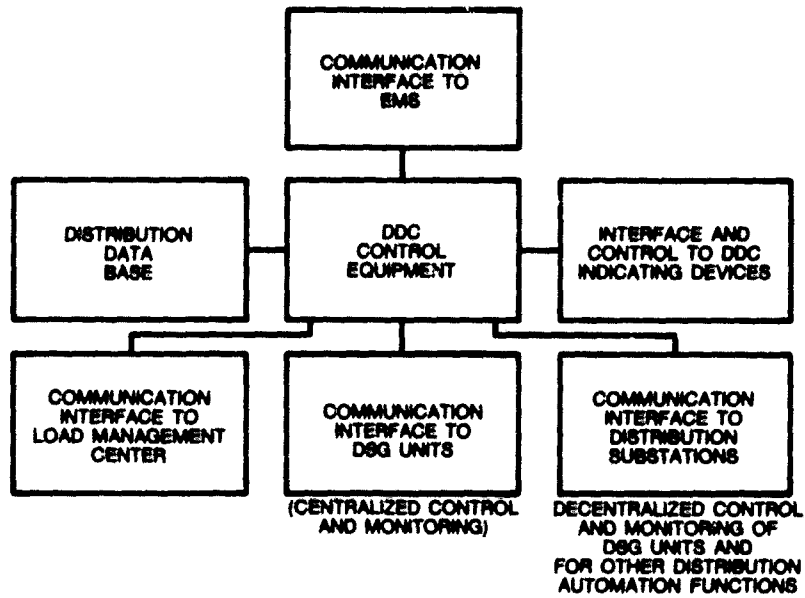 COMMUNICATION
INTERFACE TO
EMS
DISTRIBUTION
DATA
BASE
DDC
CONTROL
EQUIPMENT
INTERFACE AND
CONTROL TO DDC
INDICATING DEVICES
COMMUNICATION
INTERFACE TO
LOAD MANAGEMENT
CENTER
COMMUNICATION
INTERFACE TO
DSG UNITS
(CENTRALIZED CONTROL
AND MONITORING)
COMMUNICATION
INTERFACE TO
DISTRIBUTION
SUBSTATIONS
DECENTRALIZED CONTROL
AND MONITORING OF
DSG UNITS AND
FOR OTHER DISTRIBUTION
AUTOMATION FUNCTIONS